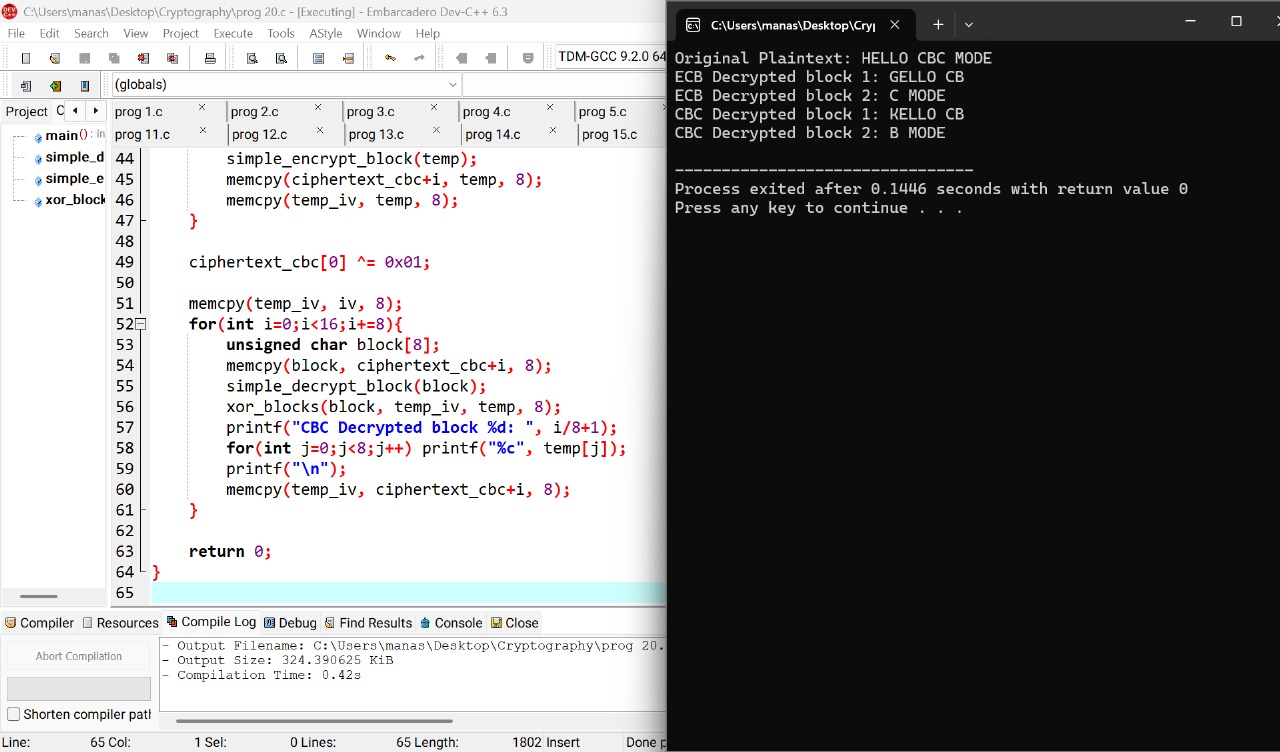 C:\Users\manas\Desktop\Cryptography\prog 20.c - [Executing] - Embarcadero Dev-C++ 6.3
File Edit Search View Project Execute Tools AStyle Window Help
TDM-GCC 9.2.0 64
(globals)
Project C
prog 1.c prog 2.c prog 3.c prog 4.c prog 5.c
prog 11.c prog 12.c prog 13.c prog 14.c prog 15.c
main() : in
simple_d
simple_e
xor_block
44 simple_encrypt_block(temp);
45 memcpy(ciphertext_cbc+i, temp, 8);
46 memcpy(temp_iv, temp, 8);
47 }
48
49 ciphertext_cbc[0] ^= 0x01;
50
51 memcpy(temp_iv, iv, 8);
52 for(int i=0;i<16;i+=8){
53 unsigned char block[8];
54 memcpy(block, ciphertext_cbc+i, 8);
55 simple_decrypt_block(block);
56 xor_blocks(block, temp_iv, temp, 8);
57 printf("CBC Decrypted block %d: ", i/8+1);
58 for(int j=0;j<8;j++) printf("%c", temp[j]);
59 printf("\n");
60 memcpy(temp_iv, ciphertext_cbc+i, 8);
61 }
62
63 return 0;
64 }
65
Compiler Resources Compile Log Debug Find Results Console Close
Abort Compilation
Shorten compiler path
- Output Filename: C:\Users\manas\Desktop\Cryptography\prog 20.
- Output Size: 324.390625 KiB
- Compilation Time: 0.42s
Line: 65 Col: 1 Sel: 0 Lines: 65 Length: 1802 Insert Done p
C:\Users\manas\Desktop\Cryp
Original Plaintext: HELLO CBC MODE
ECB Decrypted block 1: GELLO CB
ECB Decrypted block 2: C MODE
CBC Decrypted block 1: KELLO CB
CBC Decrypted block 2: B MODE
--------------------------------
Process exited after 0.1446 seconds with return value 0
Press any key to continue . . .